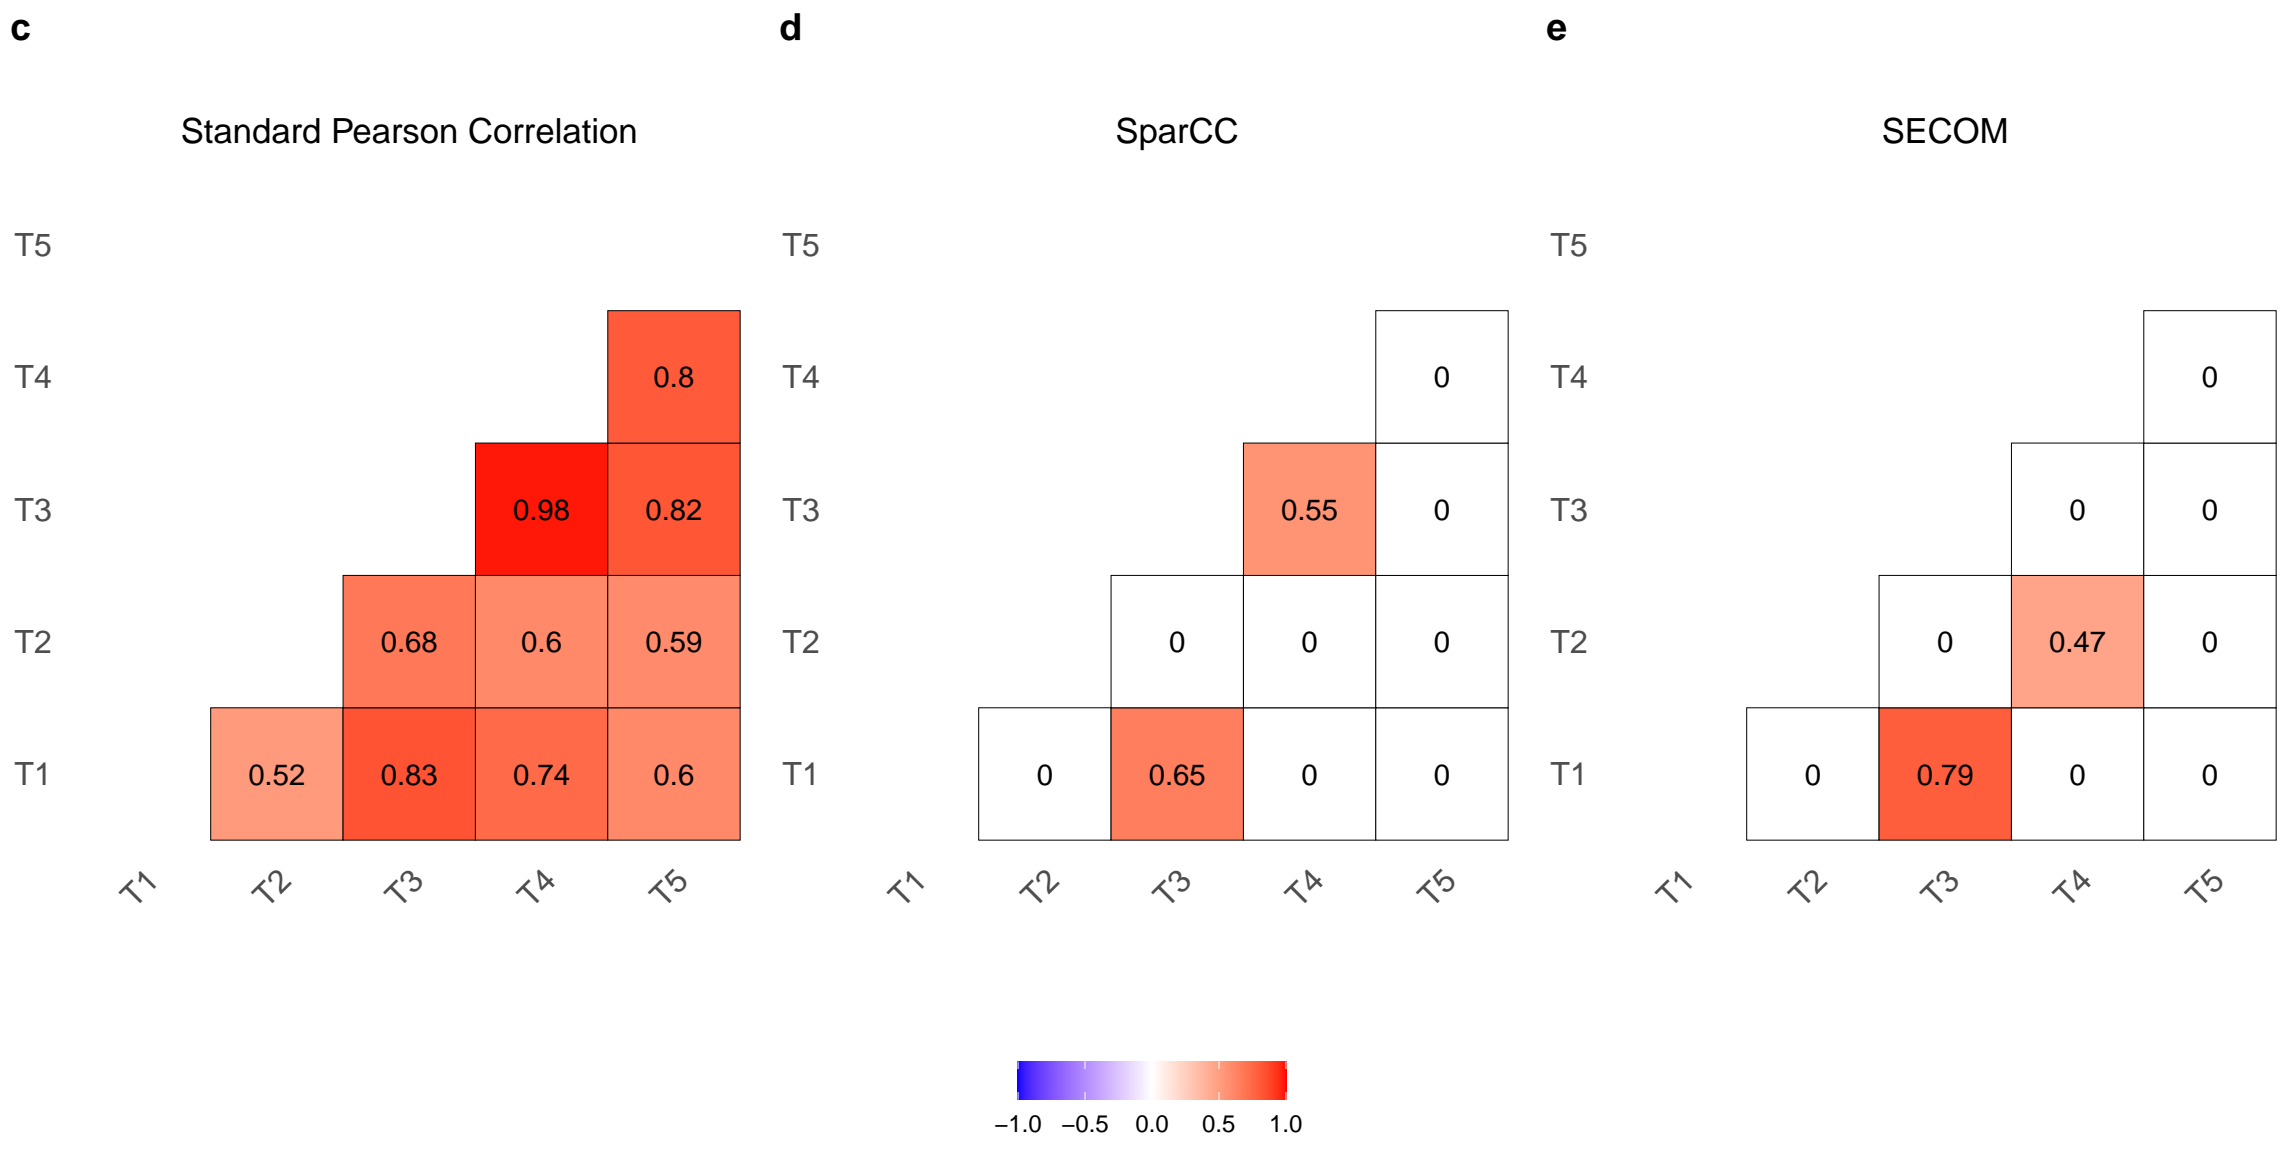 c
d
e
Standard Pearson Correlation
SparCC
SECOM
T5
T5
T5
T4
0.8
T4
0
T4
0
T3
0.98
0.82
T3
0.55
0
T3
0
0
T2
0.68
0.6
0.59
T2
0
0
0
T2
0
0.47
0
T1
0.52
0.83
0.74
0.6
T1
0
0.65
0
0
T1
0
0.79
0
0
T1
T2
T3
T4
T5
T1
T2
T3
T4
T5
T1
T2
T3
T4
T5
−1.0
−0.5
0.0
0.5
1.0